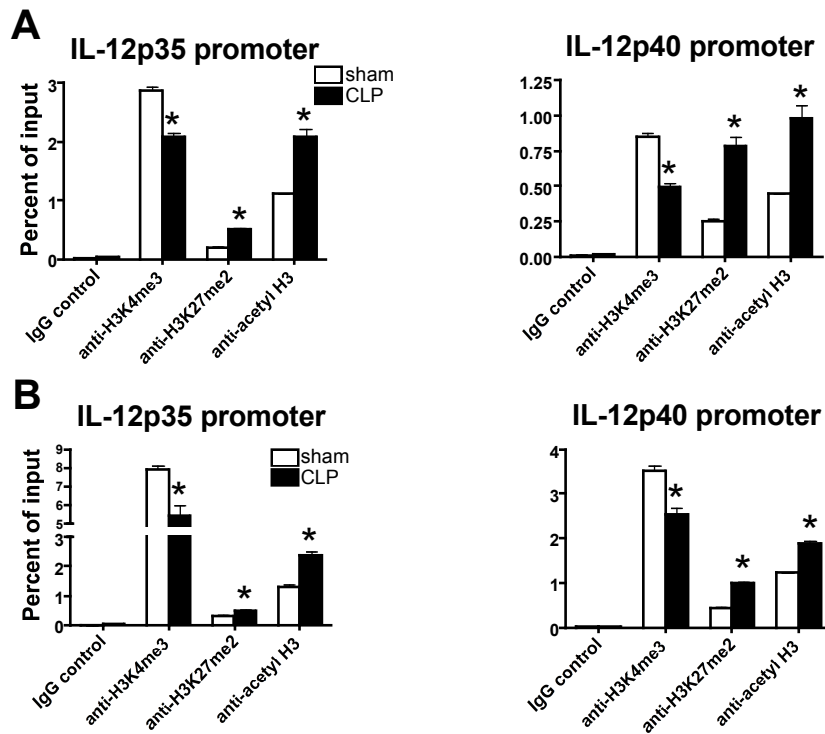 A
IL-12p35 promoter
sham
CLP
Percent of input
3
2
1
0
*
*
*
IgG control
anti-H3K4me3
anti-H3K27me2
anti-acetyl H3
IL-12p40 promoter
1.25
1.00
0.75
0.50
0.25
0.00
*
*
*
IgG control
anti-H3K4me3
anti-H3K27me2
anti-acetyl H3
B
IL-12p35 promoter
sham
CLP
Percent of input
9
8
7
6
5
3
2
1
0
*
*
*
IgG control
anti-H3K4me3
anti-H3K27me2
anti-acetyl H3
IL-12p40 promoter
4
3
2
1
0
*
*
*
IgG control
anti-H3K4me3
anti-H3K27me2
anti-acetyl H3